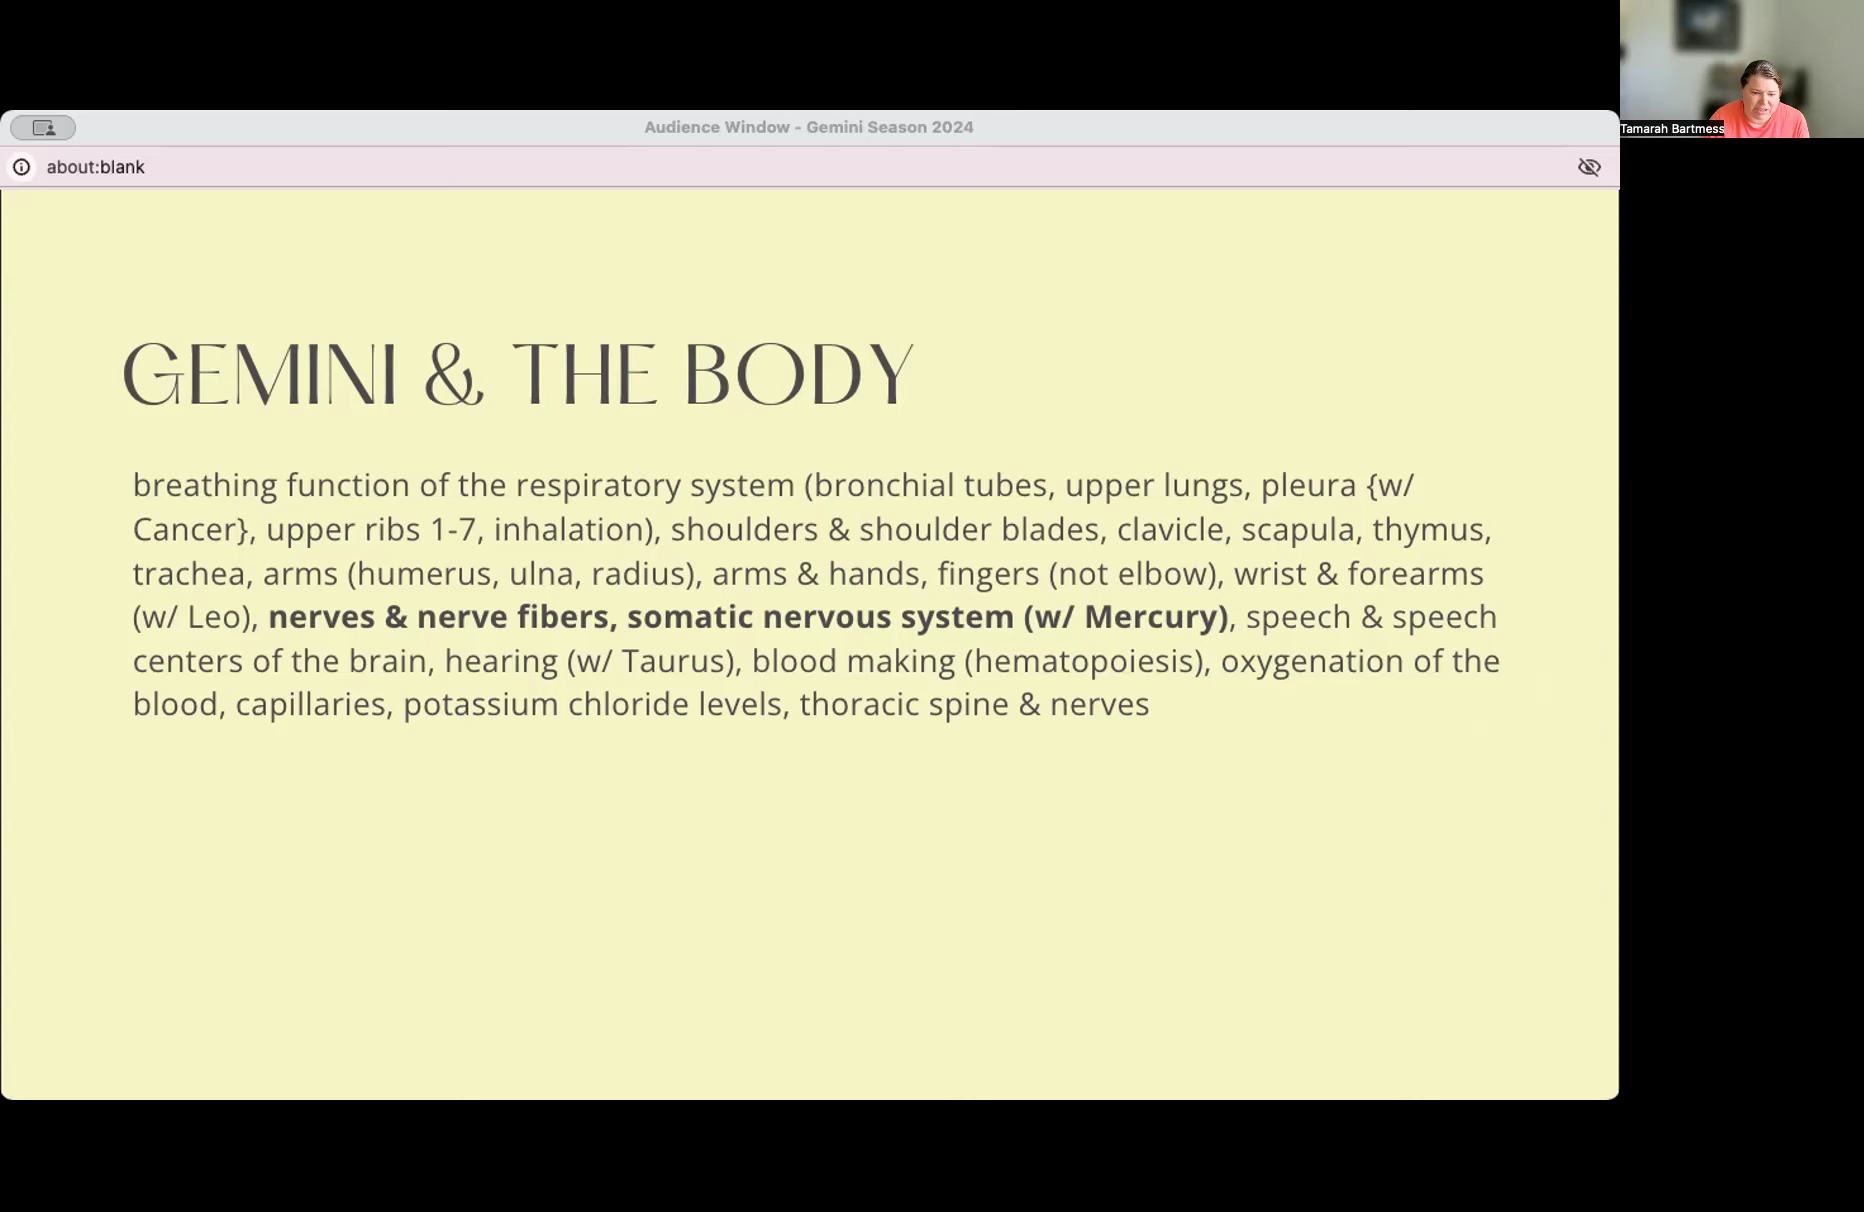 Audience Window - Gemini Season 2024
Tamarah Bartmess
about:blank
GEMINI & THE BODY
breathing function of the respiratory system (bronchial tubes, upper lungs, pleura {w/
Cancer}, upper ribs 1-7, inhalation), shoulders & shoulder blades, clavicle, scapula, thymus,
trachea, arms (humerus, ulna, radius), arms & hands, fingers (not elbow), wrist & forearms
(w/ Leo), nerves & nerve fibers, somatic nervous system (w/ Mercury), speech & speech
centers of the brain, hearing (w/ Taurus), blood making (hematopoiesis), oxygenation of the
blood, capillaries, potassium chloride levels, thoracic spine & nerves